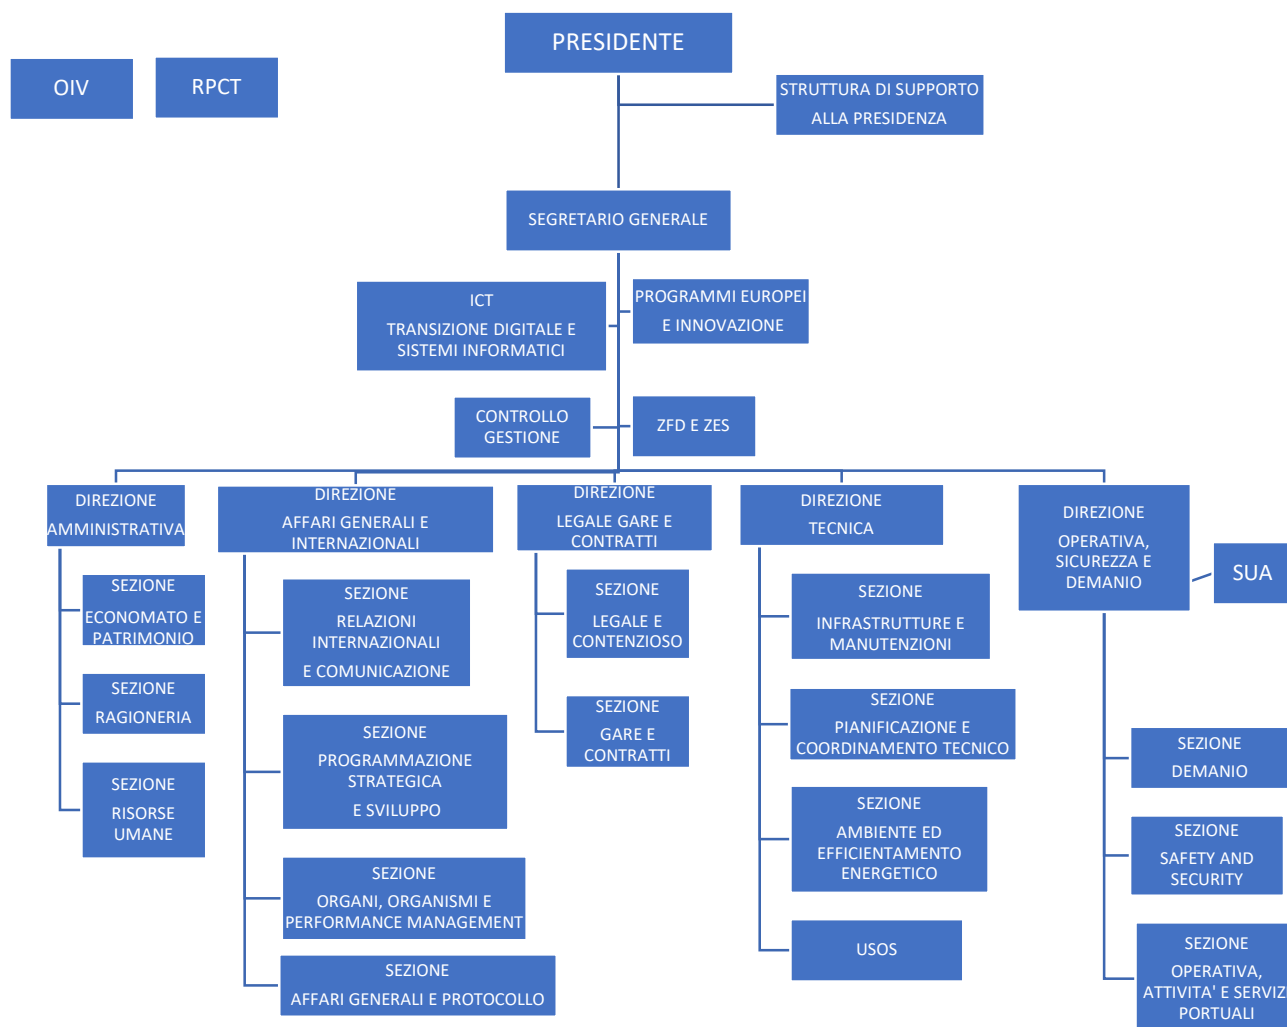 PRESIDENTE
OIV
RPCT
STRUTTURA DI SUPPORTO
ALLA PRESIDENZA
SEGRETARIO GENERALE
ICT
TRANSIZIONE DIGITALE E
SISTEMI INFORMATICI
PROGRAMMI EUROPEI
E INNOVAZIONE
CONTROLLO
GESTIONE
ZFD E ZES
DIREZIONE
AMMINISTRATIVA
SEZIONE
ECONOMATO E
PATRIMONIO
SEZIONE
RAGIONERIA
SEZIONE
RISORSE
UMANE
DIREZIONE
AFFARI GENERALI E
INTERNAZIONALI
SEZIONE
RELAZIONI
INTERNAZIONALI
E COMUNICAZIONE
SEZIONE
PROGRAMMAZIONE
STRATEGICA
E SVILUPPO
SEZIONE
ORGANI, ORGANISMI E
PERFORMANCE MANAGEMENT
SEZIONE
AFFARI GENERALI E PROTOCOLLO
DIREZIONE
LEGALE GARE E
CONTRATTI
SEZIONE
LEGALE E
CONTENZIOSO
SEZIONE
GARE E
CONTRATTI
DIREZIONE
TECNICA
SEZIONE
INFRASTRUTTURE E
MANUTENZIONI
SEZIONE
PIANIFICAZIONE E
COORDINAMENTO TECNICO
SEZIONE
AMBIENTE ED
EFFICIENTAMENTO
ENERGETICO
USOS
DIREZIONE
OPERATIVA,
SICUREZZA E
DEMANIO
SUA
SEZIONE
DEMANIO
SEZIONE
SAFETY AND
SECURITY
SEZIONE
OPERATIVA,
ATTIVITA' E SERVIZI
PORTUALI